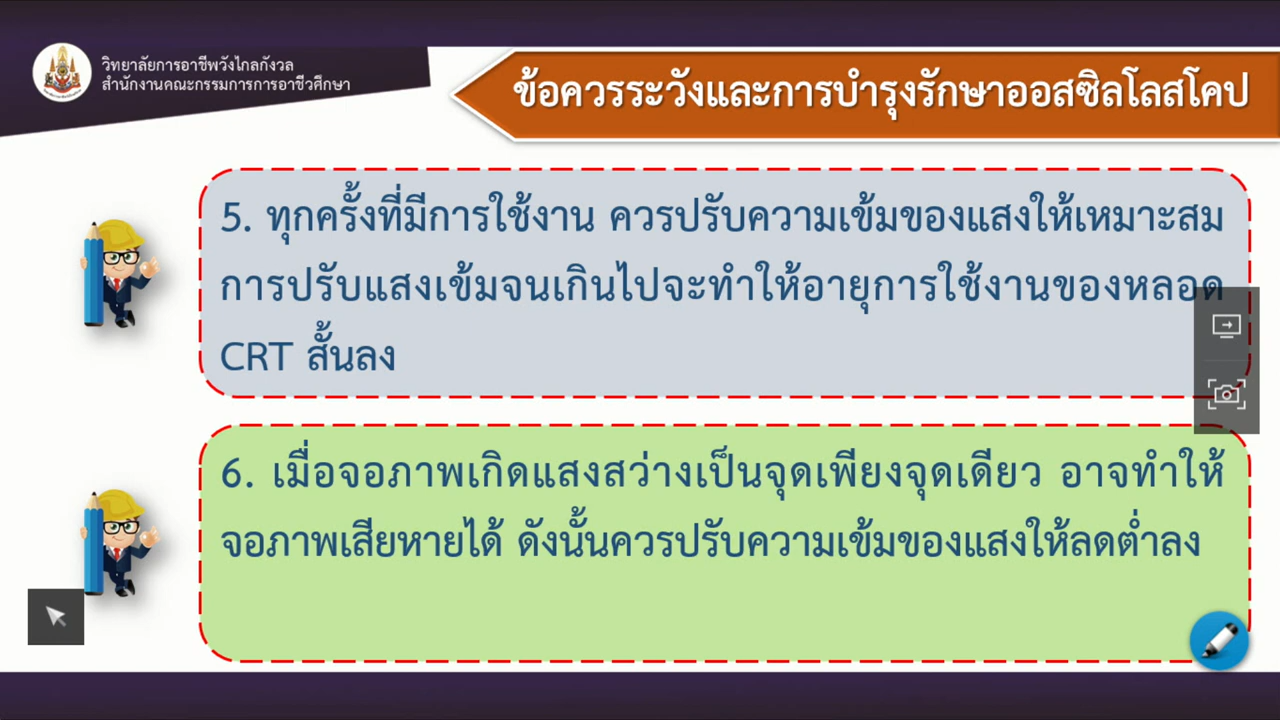 วิทยาลัยการอาชีพวังไกลกังวล
สำนักงานคณะกรรมการการอาชีวศึกษา
ข้อควรระวังและการบำรุงรักษาออสซิลโลสโคป
5. ทุกครั้งที่มีการใช้งาน ควรปรับความเข้มของแสงให้เหมาะสม
การปรับแสงเข้มจนเกินไปจะทำให้อายุการใช้งานของหลอด
CRT สั้นลง
6. เมื่อจอภาพเกิดแสงสว่างเป็นจุดเพียงจุดเดียว อาจทำให้
จอภาพเสียหายได้ ดังนั้นควรปรับความเข้มของแสงให้ลดต่ำลง